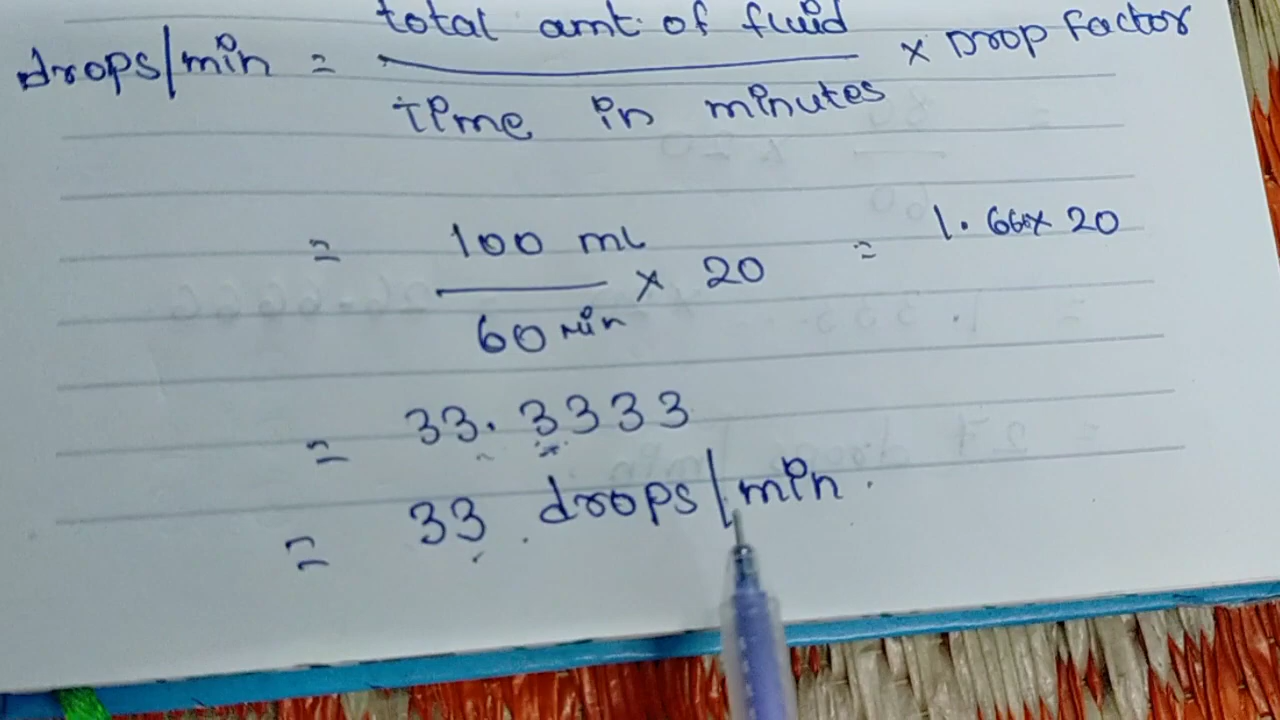 total amt. of fluid
drops/min = ——— × Drop Factor
Time in minutes
= 100 ml / 60 min × 20 = 1.666 × 20
= 33.3333
= 33 drops/min.